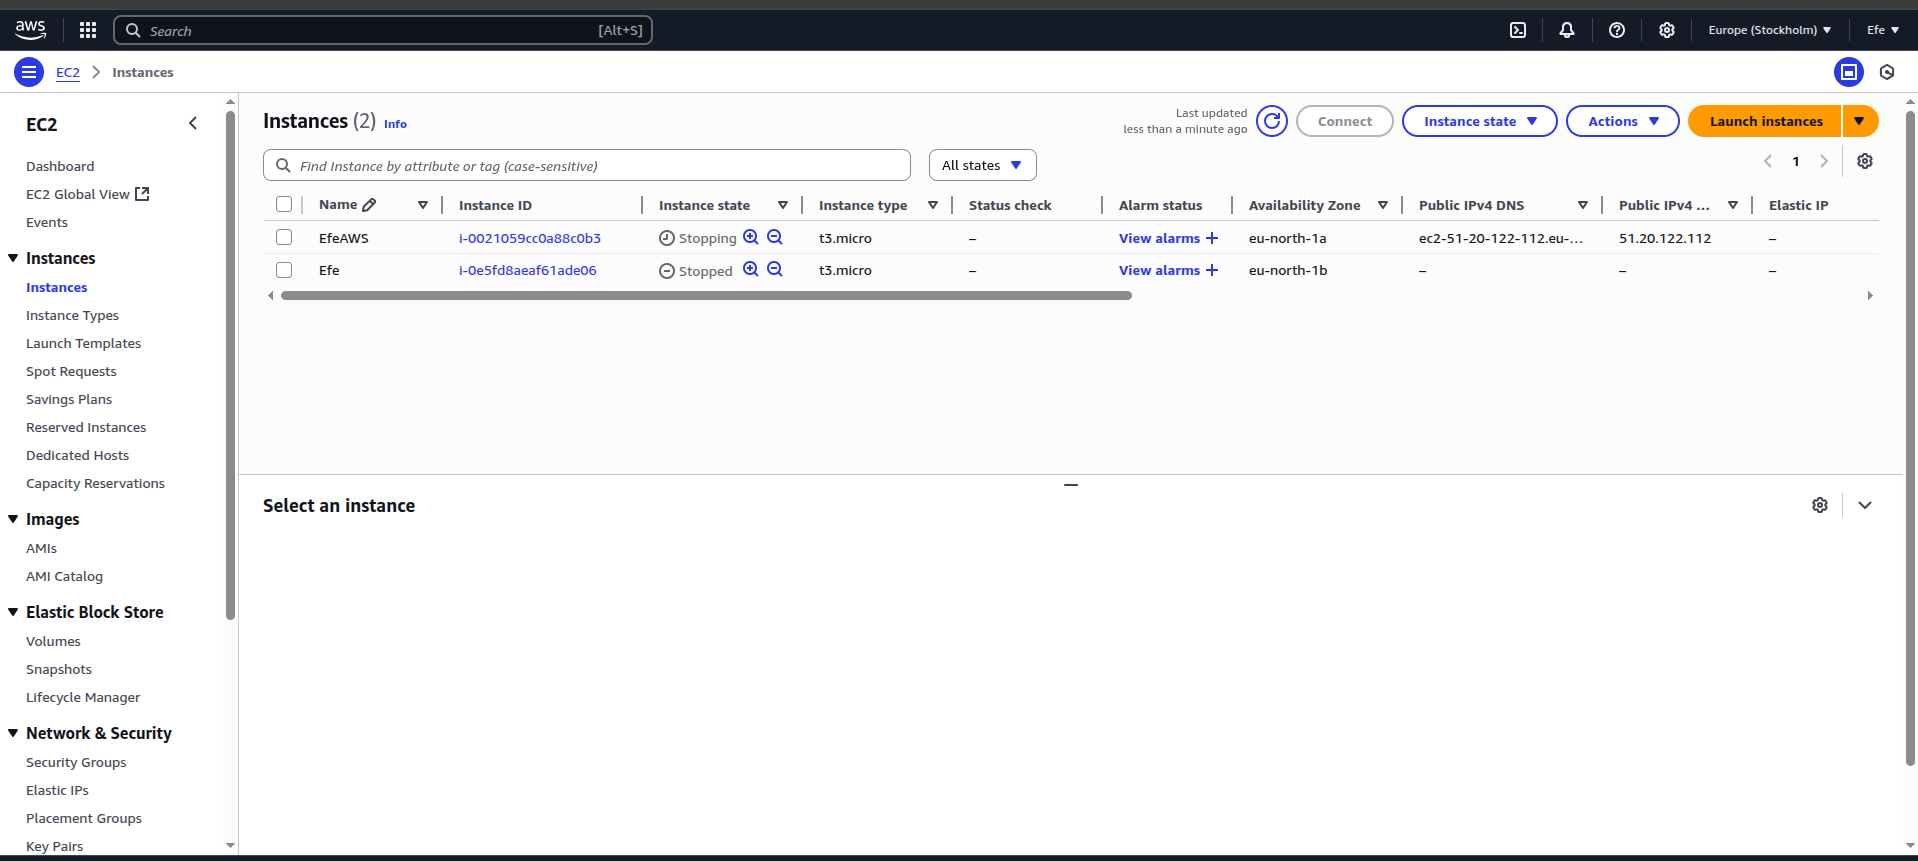 aws
Search [Alt+S]
Europe (Stockholm)
Efe
EC2
Instances
EC2
Dashboard
EC2 Global View
Events
Instances
Instances
Instance Types
Launch Templates
Spot Requests
Savings Plans
Reserved Instances
Dedicated Hosts
Capacity Reservations
Images
AMIs
AMI Catalog
Elastic Block Store
Volumes
Snapshots
Lifecycle Manager
Network & Security
Security Groups
Elastic IPs
Placement Groups
Key Pairs
Instances (2) Info
Last updated
less than a minute ago
Connect
Instance state
Actions
Launch instances
Find Instance by attribute or tag (case-sensitive)
All states
1
Name Instance ID Instance state Instance type Status check Alarm status Availability Zone Public IPv4 DNS Public IPv4 ... Elastic IP
EfeAWS i-0021059cc0a88c0b3 Stopping t3.micro – View alarms + eu-north-1a ec2-51-20-122-112.eu-... 51.20.122.112 –
Efe i-0e5fd8aeaf61ade06 Stopped t3.micro – View alarms + eu-north-1b – – –
Select an instance